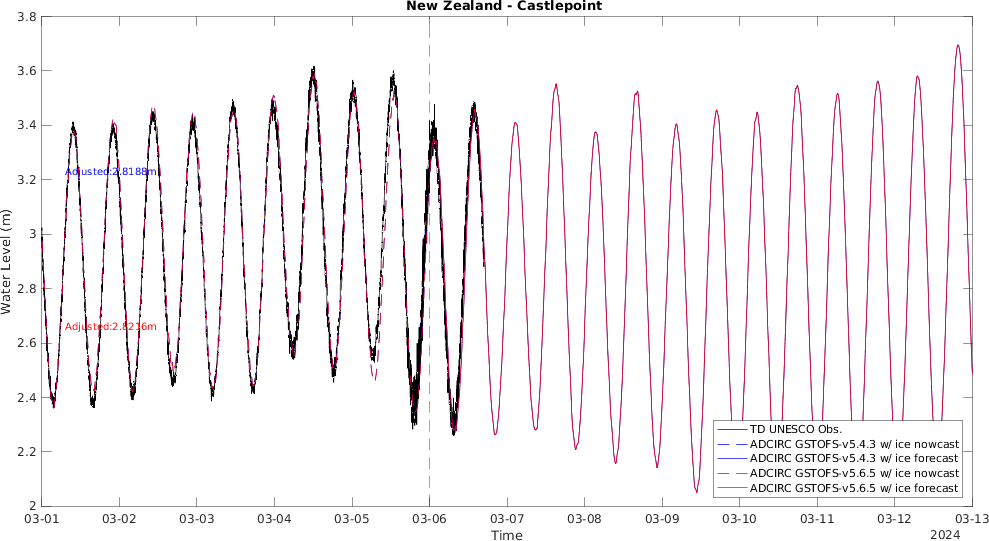 New Zealand - Castlepoint
Water Level (m)
3.8
3.6
3.4
3.2
3
2.8
2.6
2.4
2.2
2
Adjusted:2.8188m
Adjusted:2.8216m
TD UNESCO Obs.
ADCIRC GSTOFS-v5.4.3 w/ ice nowcast
ADCIRC GSTOFS-v5.4.3 w/ ice forecast
ADCIRC GSTOFS-v5.6.5 w/ ice nowcast
ADCIRC GSTOFS-v5.6.5 w/ ice forecast
03-01 03-02 03-03 03-04 03-05 03-06 03-07 03-08 03-09 03-10 03-11 03-12 03-13
Time
2024